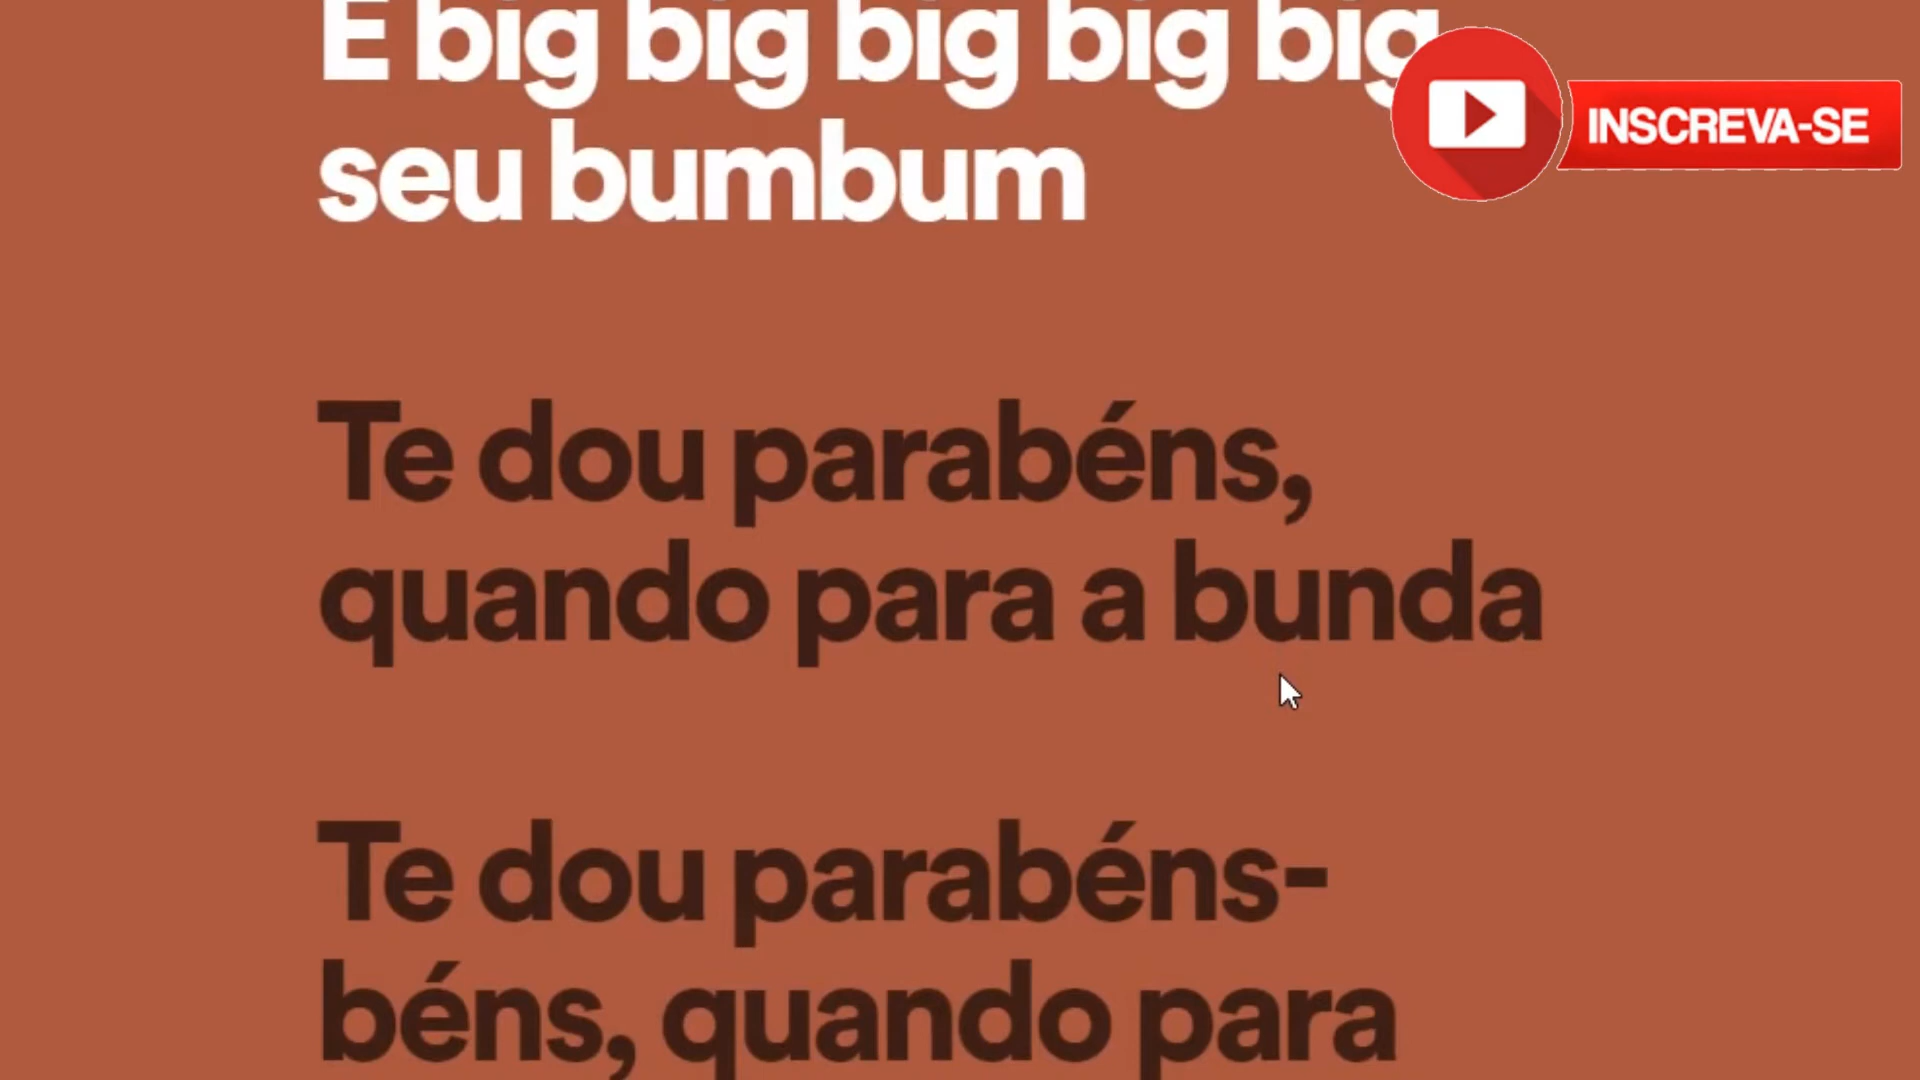 E big big big big big
seu bumbum
INSCREVA-SE
Te dou parabéns,
quando para a bunda
Te dou parabéns-
béns, quando para